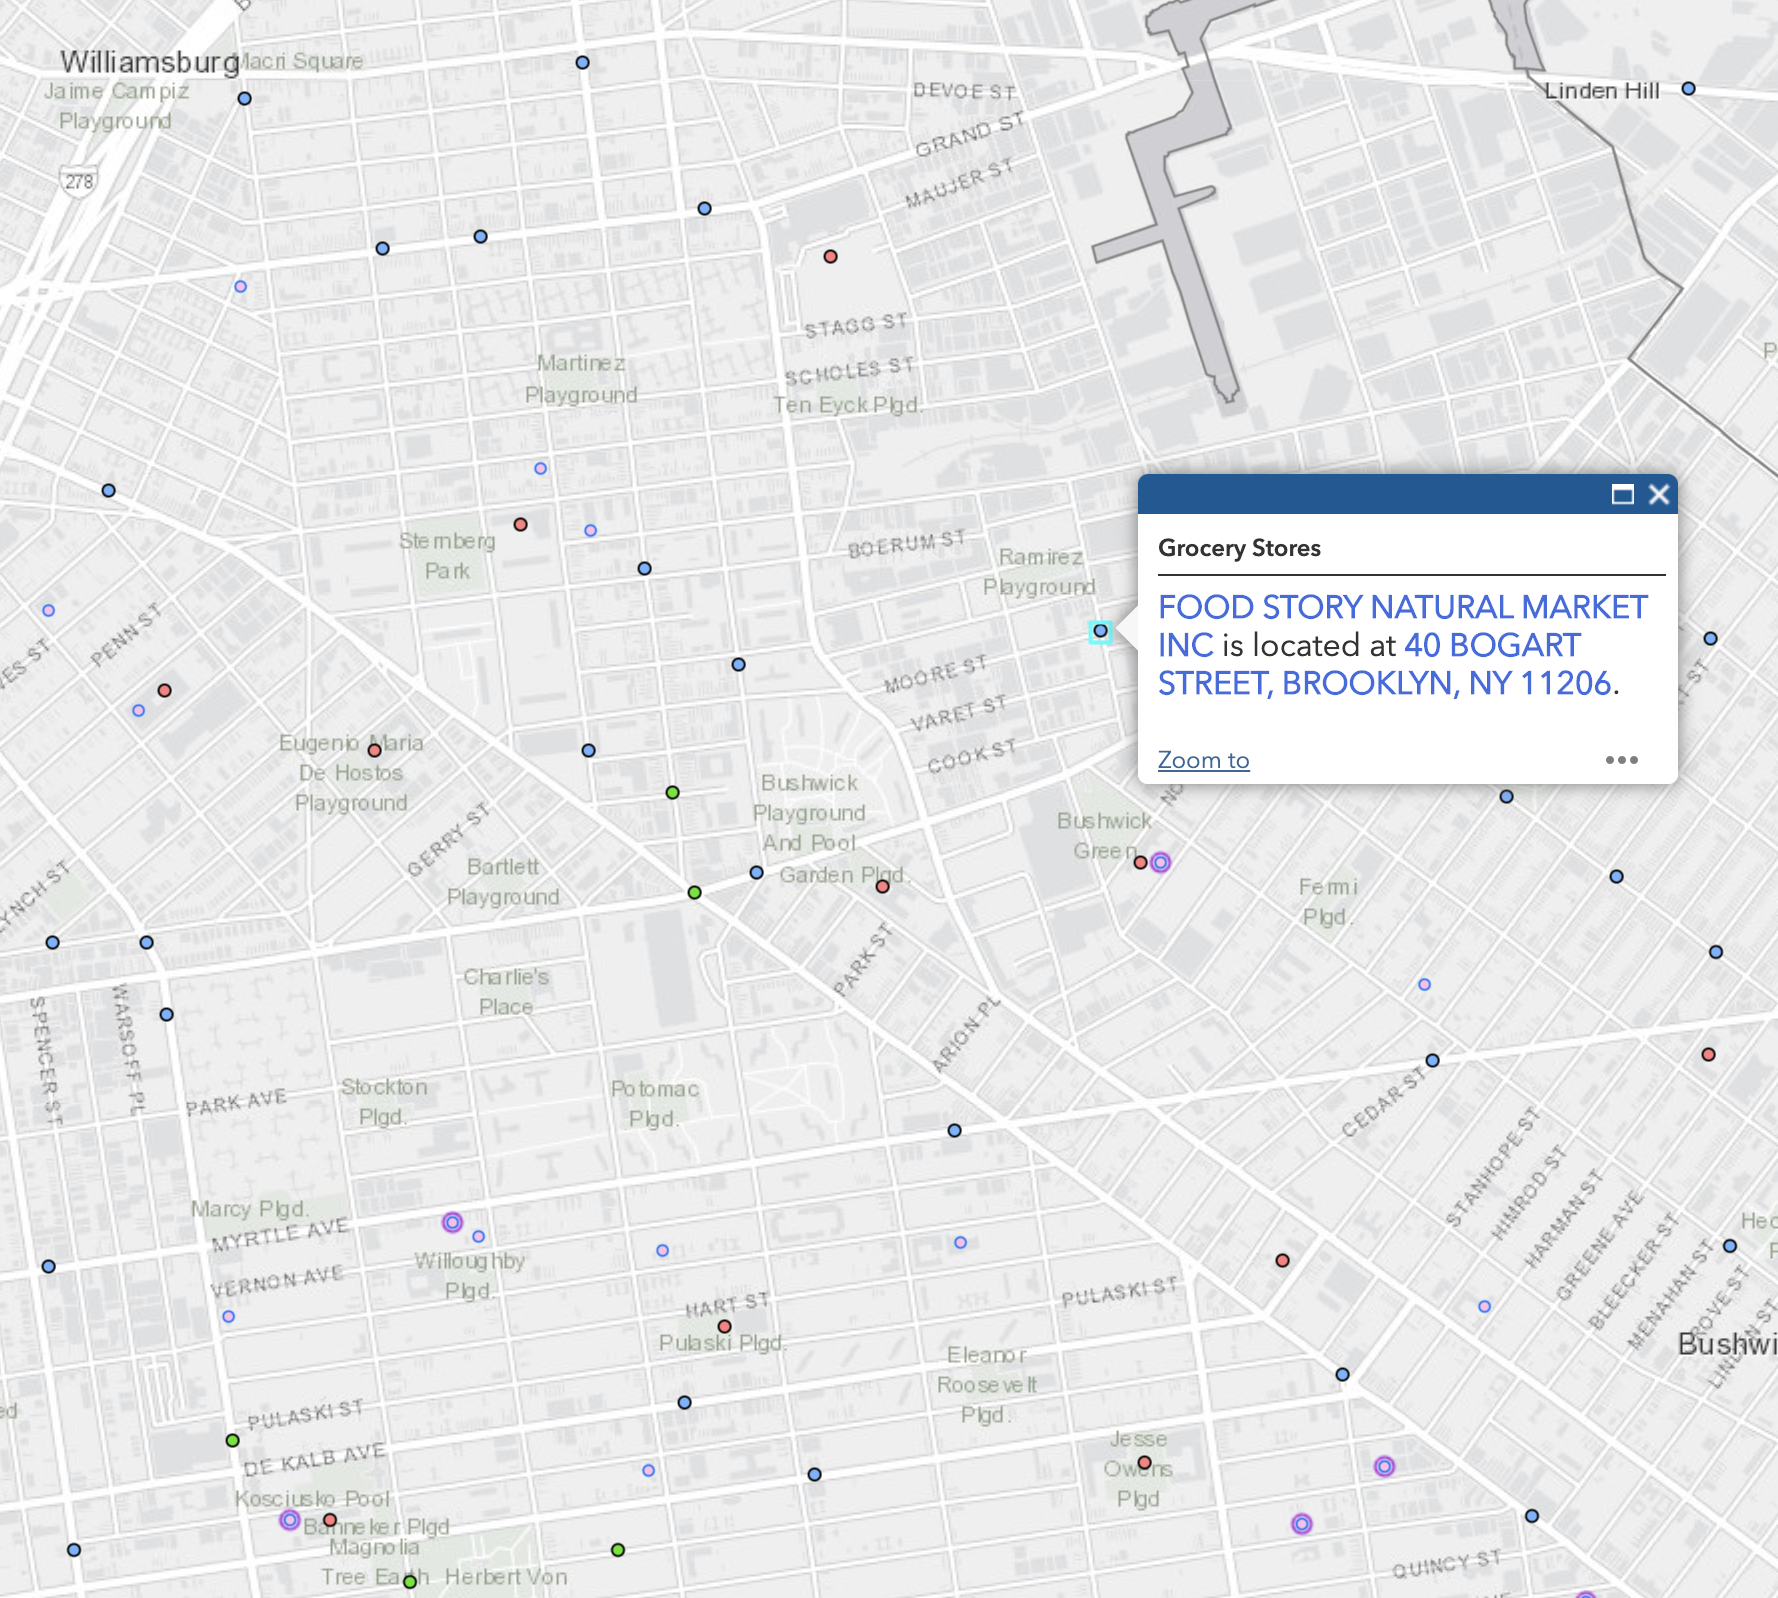 Williamsburg
Macri Square
Jaime Campiz
Playground
278
DEVOE ST
GRAND ST
MAUJER ST
Linden Hill
STAGG ST
SCHOLES ST
Ten Eyck Plgd.
Martinez
Playground
Sternberg
Park
BOERUM ST
Ramirez
Playground
Grocery Stores
FOOD STORY NATURAL MARKET
INC is located at 40 BOGART
STREET, BROOKLYN, NY 11206.
Zoom to
PENN ST
MOORE ST
VARET ST
COOK ST
Eugenio Maria
De Hostos
Playground
GERRY ST
Bushwick
Playground
And Pool
Garden Plgd.
Bushwick
Green
Bartlett
Playground
Fermi
Plgd.
LYNCH ST
PARK ST
Charlie's
Place
SPENCER ST
WARSOFF PL
ARION PL
PARK AVE
Stockton
Plgd.
Potomac
Plgd.
CEDAR ST
STANHOPE ST
HIMROD ST
HARMAN ST
GREENE AVE
BLEECKER ST
MENAHAN ST
Marcy Plgd.
MYRTLE AVE
VERNON AVE
Willoughby
Plgd.
HART ST
Pulaski Plgd.
PULASKI ST
Eleanor
Roosevelt
Plgd.
Bushwi
PULASKI ST
DE KALB AVE
Jesse
Owens
Plgd
Kosciusko Pool
Banneker Plgd
Magnolia
Tree Earth
Herbert Von
QUINCY ST